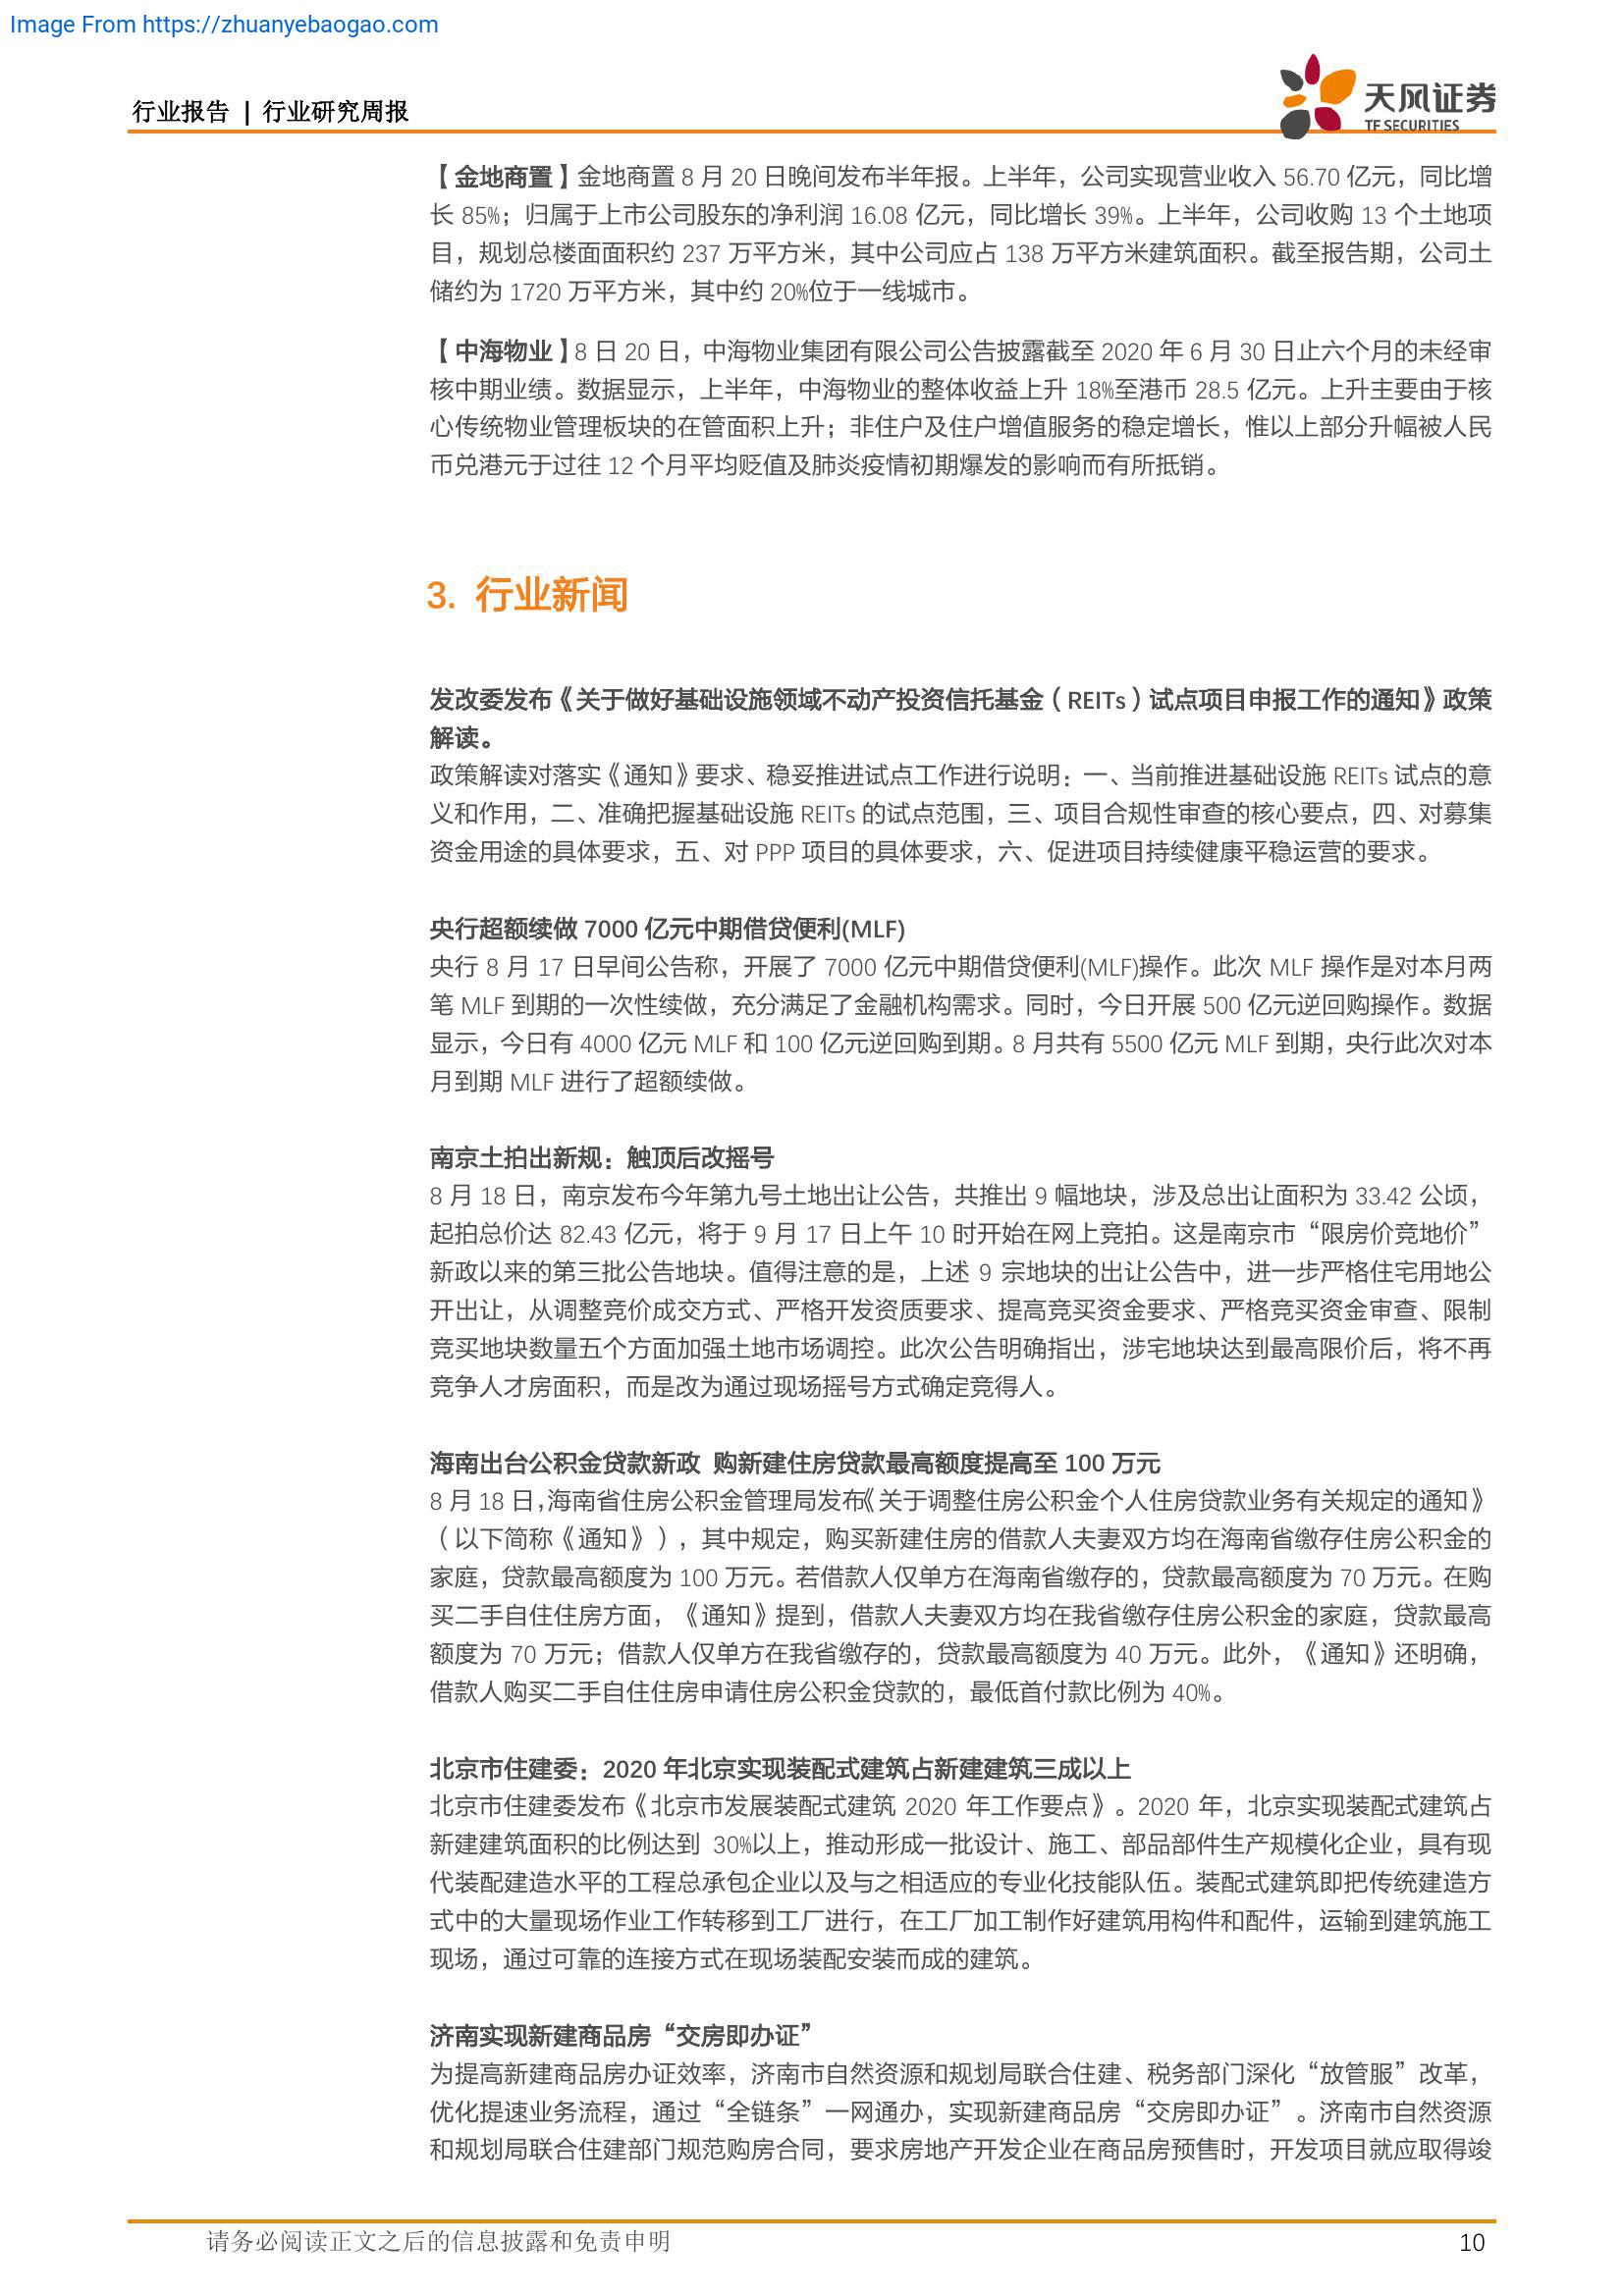 Image From https://zhuanyebaogao.com
行业报告 | 行业研究周报
天风证券
TF SECURITIES
【金地商置】金地商置 8 月 20 日晚间发布半年报。上半年，公司实现营业收入 56.70 亿元，同比增
长 85%；归属于上市公司股东的净利润 16.08 亿元，同比增长 39%。上半年，公司收购 13 个土地项
目，规划总楼面面积约 237 万平方米，其中公司应占 138 万平方米建筑面积。截至报告期，公司土
储约为 1720 万平方米，其中约 20%位于一线城市。
【中海物业】8 日 20 日，中海物业集团有限公司公告披露截至 2020 年 6 月 30 日止六个月的未经审
核中期业绩。数据显示，上半年，中海物业的整体收益上升 18%至港币 28.5 亿元。上升主要由于核
心传统物业管理板块的在管面积上升；非住户及住户增值服务的稳定增长，惟以上部分升幅被人民
币兑港元于过往 12 个月平均贬值及肺炎疫情初期爆发的影响而有所抵销。
3. 行业新闻
发改委发布《关于做好基础设施领域不动产投资信托基金（REITs）试点项目申报工作的通知》政策
解读。
政策解读对落实《通知》要求、稳妥推进试点工作进行说明：一、当前推进基础设施 REITs 试点的意
义和作用，二、准确把握基础设施 REITs 的试点范围，三、项目合规性审查的核心要点，四、对募集
资金用途的具体要求，五、对 PPP 项目的具体要求，六、促进项目持续健康平稳运营的要求。
央行超额续做 7000 亿元中期借贷便利(MLF)
央行 8 月 17 日早间公告称，开展了 7000 亿元中期借贷便利(MLF)操作。此次 MLF 操作是对本月两
笔 MLF 到期的一次性续做，充分满足了金融机构需求。同时，今日开展 500 亿元逆回购操作。数据
显示，今日有 4000 亿元 MLF 和 100 亿元逆回购到期。8 月共有 5500 亿元 MLF 到期，央行此次对本
月到期 MLF 进行了超额续做。
南京土拍出新规：触顶后改摇号
8 月 18 日，南京发布今年第九号土地出让公告，共推出 9 幅地块，涉及总出让面积为 33.42 公顷，
起拍总价达 82.43 亿元，将于 9 月 17 日上午 10 时开始在网上竞拍。这是南京市“限房价竞地价”
新政以来的第三批公告地块。值得注意的是，上述 9 宗地块的出让公告中，进一步严格住宅用地公
开出让，从调整竞价成交方式、严格开发资质要求、提高竞买资金要求、严格竞买资金审查、限制
竞买地块数量五个方面加强土地市场调控。此次公告明确指出，涉宅地块达到最高限价后，将不再
竞争人才房面积，而是改为通过现场摇号方式确定竞得人。
海南出台公积金贷款新政 购新建住房贷款最高额度提高至 100 万元
8 月 18 日，海南省住房公积金管理局发布《关于调整住房公积金个人住房贷款业务有关规定的通知》
（以下简称《通知》），其中规定，购买新建住房的借款人夫妻双方均在海南省缴存住房公积金的
家庭，贷款最高额度为 100 万元。若借款人仅单方在海南省缴存的，贷款最高额度为 70 万元。在购
买二手自住住房方面，《通知》提到，借款人夫妻双方均在我省缴存住房公积金的家庭，贷款最高
额度为 70 万元；借款人仅单方在我省缴存的，贷款最高额度为 40 万元。此外，《通知》还明确，
借款人购买二手自住住房申请住房公积金贷款的，最低首付款比例为 40%。
北京市住建委：2020 年北京实现装配式建筑占新建建筑三成以上
北京市住建委发布《北京市发展装配式建筑 2020 年工作要点》。2020 年，北京实现装配式建筑占
新建建筑面积的比例达到 30%以上，推动形成一批设计、施工、部品部件生产规模化企业，具有现
代装配建造水平的工程总承包企业以及与之相适应的专业化技能队伍。装配式建筑即把传统建造方
式中的大量现场作业工作转移到工厂进行，在工厂加工制作好建筑用构件和配件，运输到建筑施工
现场，通过可靠的连接方式在现场装配安装而成的建筑。
济南实现新建商品房“交房即办证”
为提高新建商品房办证效率，济南市自然资源和规划局联合住建、税务部门深化“放管服”改革，
优化提速业务流程，通过“全链条”一网通办，实现新建商品房“交房即办证”。济南市自然资源
和规划局联合住建部门规范购房合同，要求房地产开发企业在商品房预售时，开发项目就应取得竣
请务必阅读正文之后的信息披露和免责申明
10